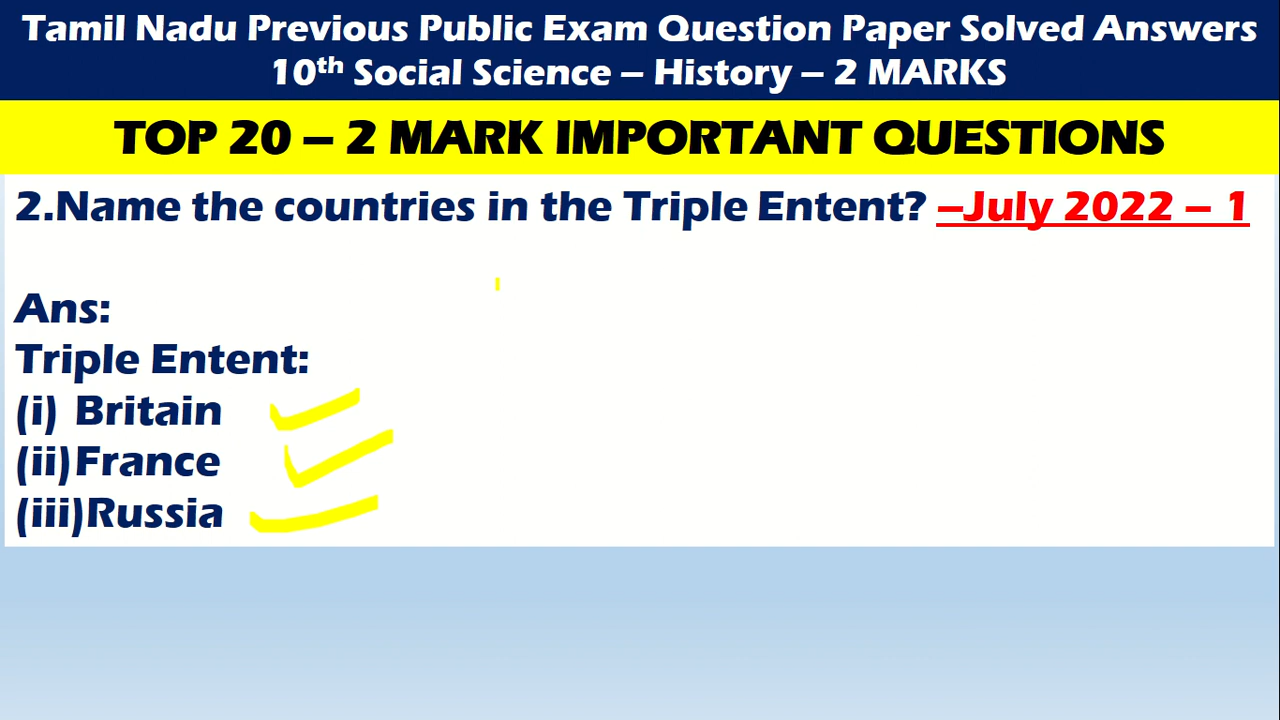 Tamil Nadu Previous Public Exam Question Paper Solved Answers
10th Social Science – History – 2 MARKS
TOP 20 – 2 MARK IMPORTANT QUESTIONS
2.Name the countries in the Triple Entent? –July 2022 – 1
Ans:
Triple Entent:
(i) Britain
(ii)France
(iii)Russia